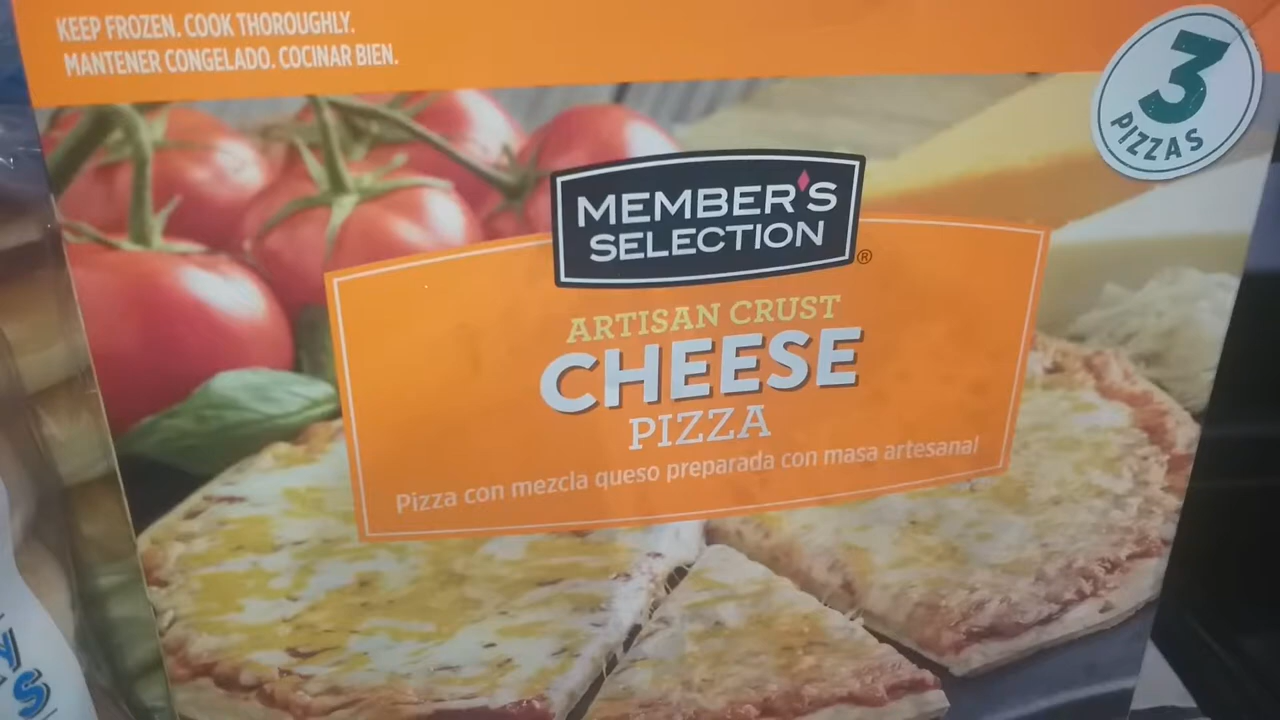 KEEP FROZEN. COOK THOROUGHLY.
MANTENER CONGELADO. COCINAR BIEN.
3
PIZZAS
MEMBER'S
SELECTION
®
ARTISAN CRUST
CHEESE
PIZZA
Pizza con mezcla queso preparada con masa artesanal